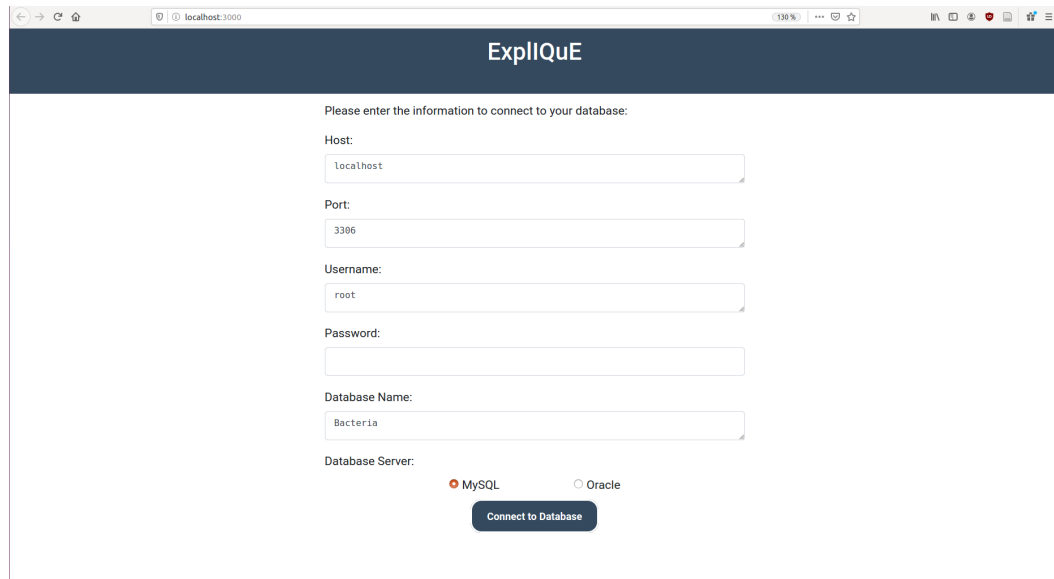 localhost:3000
130 %
ExplIQuE
Please enter the information to connect to your database:
Host:
localhost
Port:
3306
Username:
root
Password:
Database Name:
Bacteria
Database Server:
MySQL
Oracle
Connect to Database